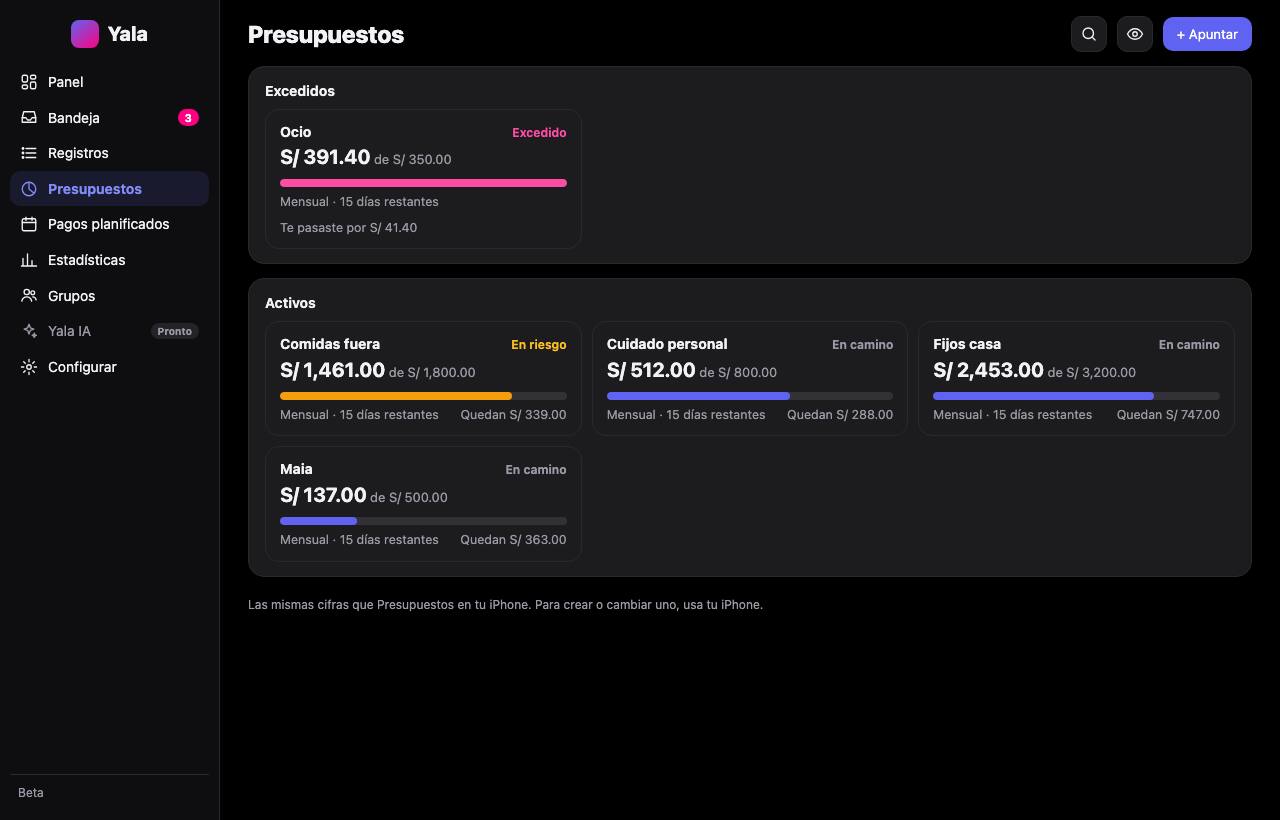 Yala
Panel
Bandeja 3
Registros
Presupuestos
Pagos planificados
Estadísticas
Grupos
Yala IA Pronto
Configurar
Beta
Presupuestos
+ Apuntar
Excedidos
Ocio Excedido
S/ 391.40 de S/ 350.00
Mensual · 15 días restantes
Te pasaste por S/ 41.40
Activos
Comidas fuera En riesgo
S/ 1,461.00 de S/ 1,800.00
Mensual · 15 días restantes Quedan S/ 339.00
Cuidado personal En camino
S/ 512.00 de S/ 800.00
Mensual · 15 días restantes Quedan S/ 288.00
Fijos casa En camino
S/ 2,453.00 de S/ 3,200.00
Mensual · 15 días restantes Quedan S/ 747.00
Maia En camino
S/ 137.00 de S/ 500.00
Mensual · 15 días restantes Quedan S/ 363.00
Las mismas cifras que Presupuestos en tu iPhone. Para crear o cambiar uno, usa tu iPhone.